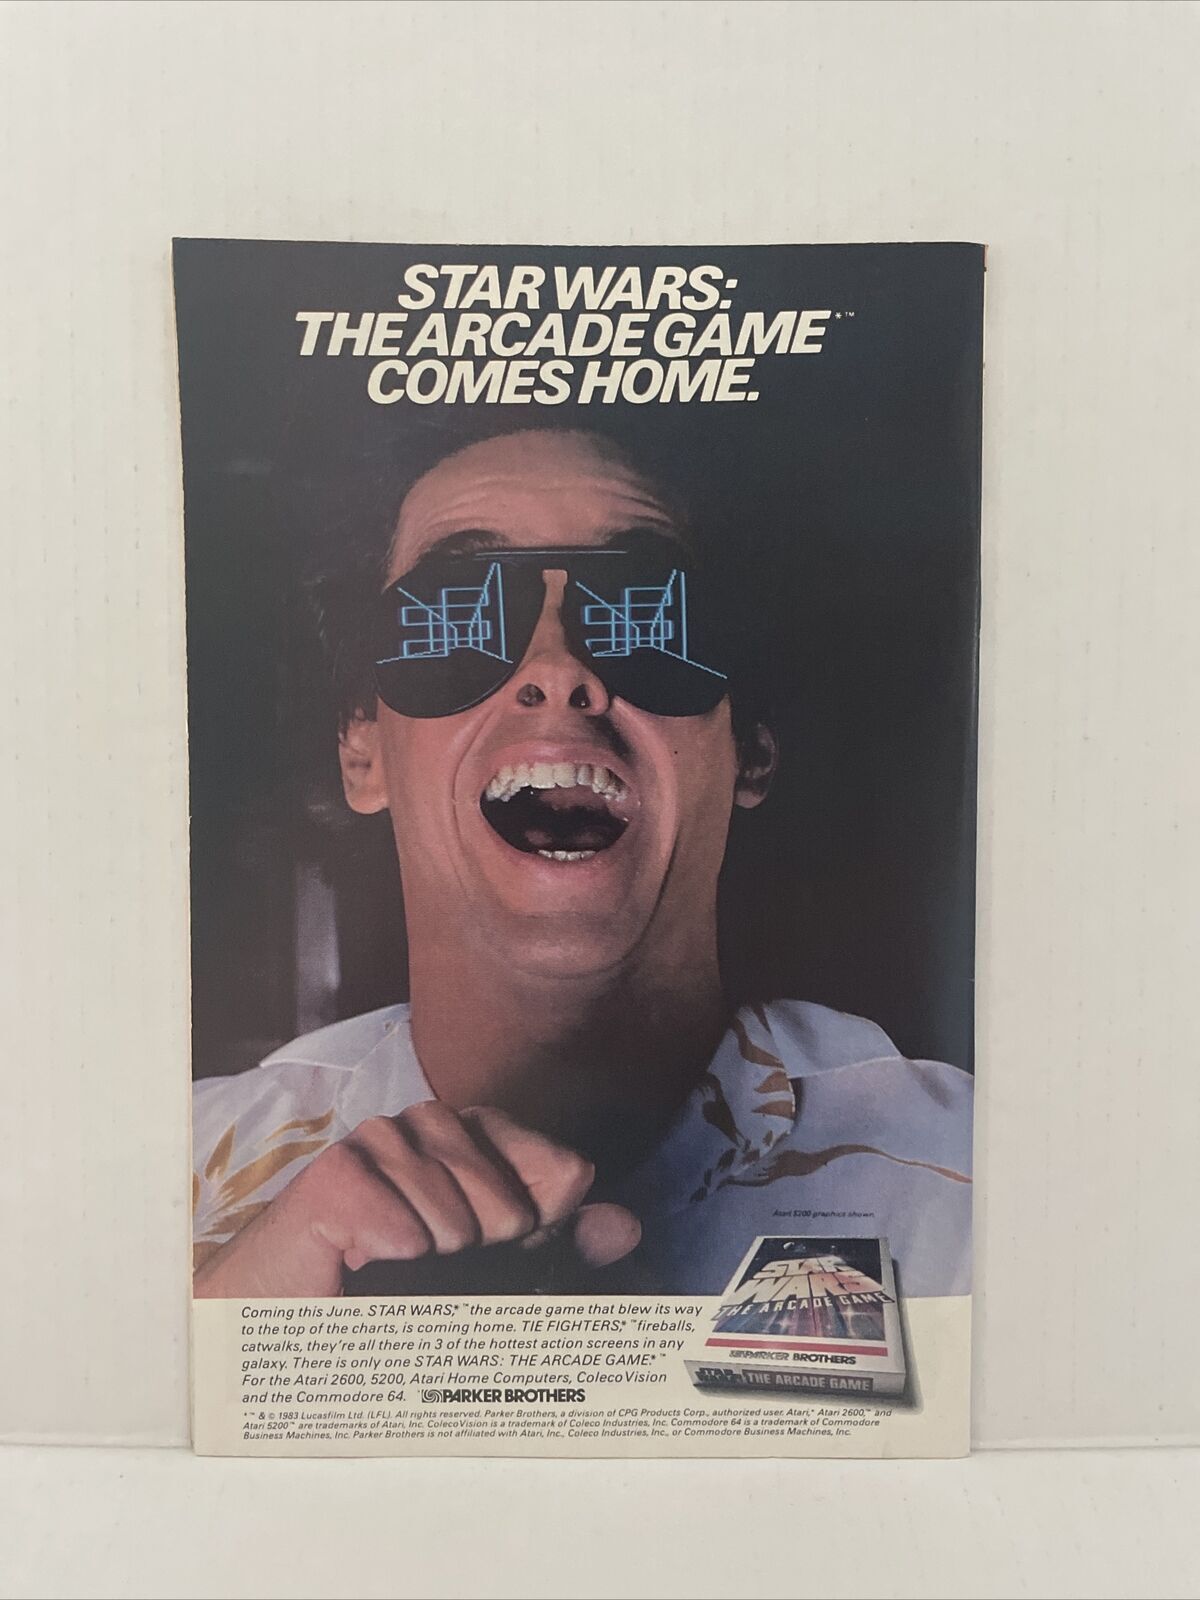 STAR WARS:
THE ARCADE GAME*™
COMES HOME.
Atari 5200 graphics shown.
STAR
WARS
THE ARCADE GAME
PARKER BROTHERS
STAR WARS THE ARCADE GAME
Coming this June. STAR WARS,*™ the arcade game that blew its way
to the top of the charts, is coming home. TIE FIGHTERS,*™ fireballs,
catwalks, they're all there in 3 of the hottest action screens in any
galaxy. There is only one STAR WARS: THE ARCADE GAME.*™
For the Atari 2600, 5200, Atari Home Computers, ColecoVision
and the Commodore 64. PARKER BROTHERS
*™ & © 1983 Lucasfilm Ltd. (LFL). All rights reserved. Parker Brothers, a division of CPG Products Corp., authorized user. Atari,* Atari 2600,™ and
Atari 5200™ are trademarks of Atari, Inc. ColecoVision is a trademark of Coleco Industries, Inc. Commodore 64 is a trademark of Commodore
Business Machines, Inc. Parker Brothers is not affiliated with Atari, Inc., Coleco Industries, Inc., or Commodore Business Machines, Inc.